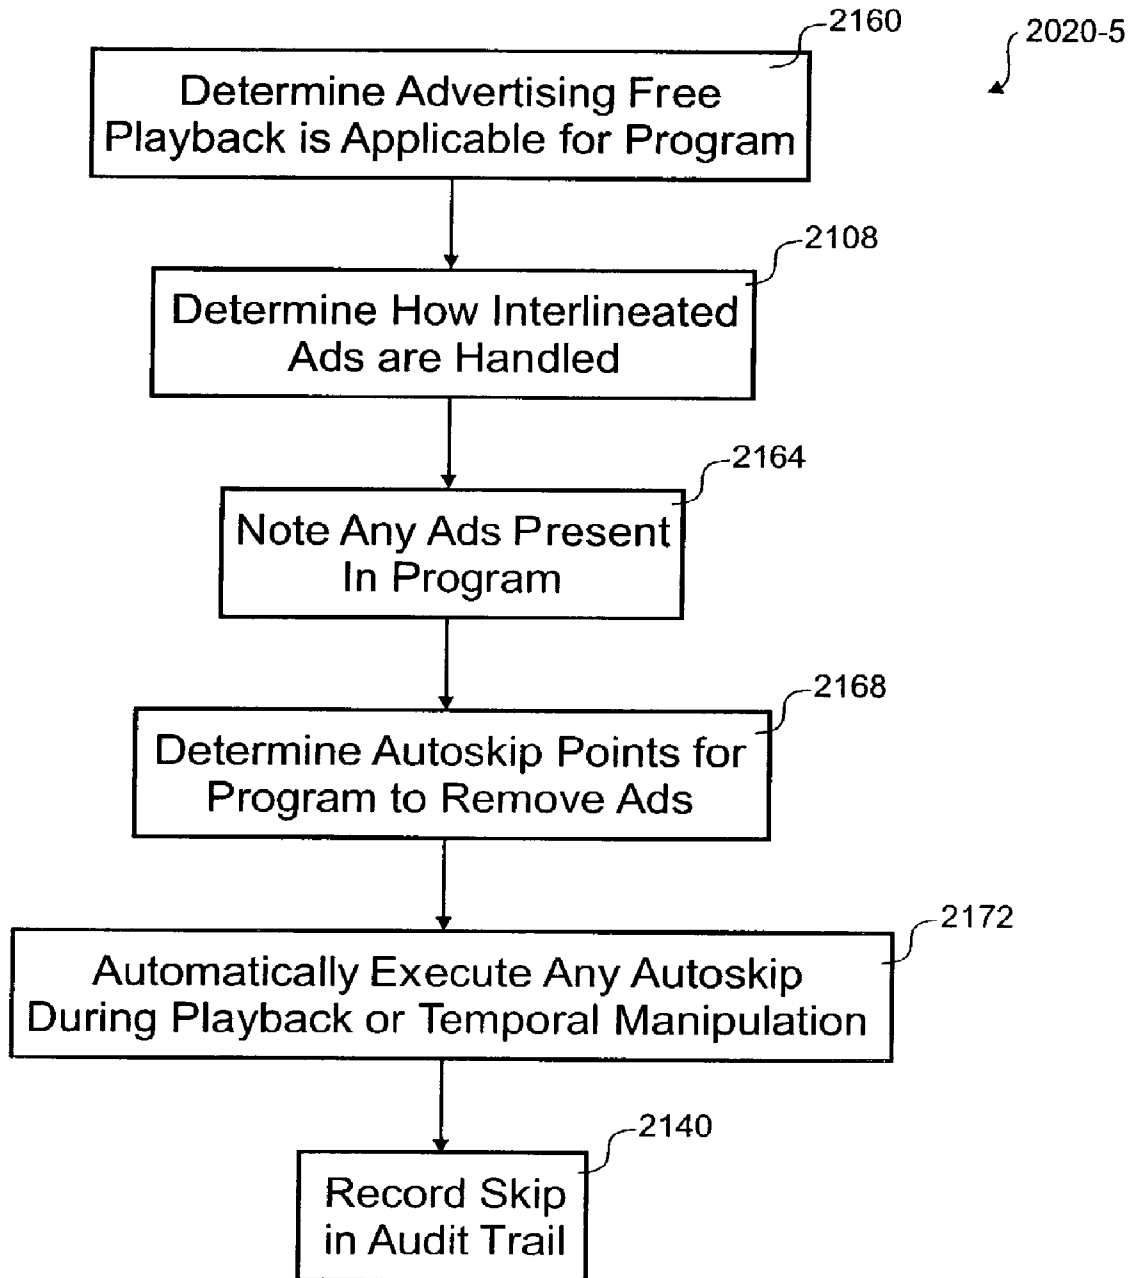 2160
2020-5
Determine Advertising Free
Playback is Applicable for Program
2108
Determine How Interlineated
Ads are Handled
2164
Note Any Ads Present
In Program
2168
Determine Autoskip Points for
Program to Remove Ads
2172
Automatically Execute Any Autoskip
During Playback or Temporal Manipulation
2140
Record Skip
in Audit Trail